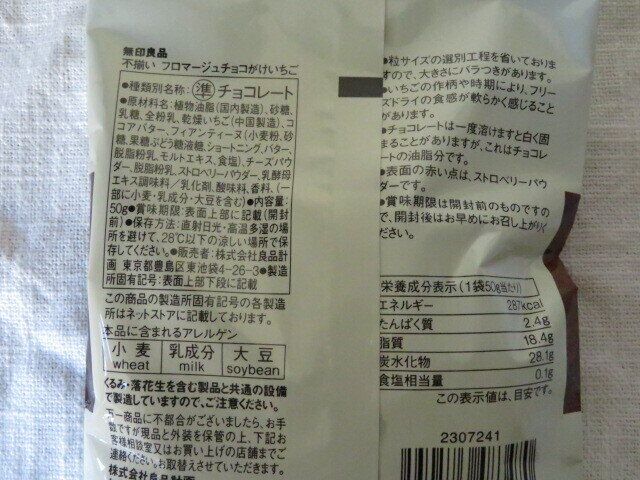 無印良品
不揃い フロマージュチョコがけいちご
●種類別名称：準チョコレート
●原材料名：植物油脂(国内製造)、砂糖、
乳糖、全粉乳、乾燥いちご(中国製造)、コ
コアバター、フィアンティーヌ(小麦粉、砂
糖、果糖ぶどう糖液糖、ショートニング、バター、
脱脂粉乳、モルトエキス、食塩)、チーズパウ
ダー、脱脂粉乳、ストロベリーパウダー、乳酵母
エキス調味料／乳化剤、酸味料、香料、(一
部に小麦・乳成分・大豆を含む)●内容量：
50g●賞味期限：表面上部に記載(開封
前)●保存方法：直射日光・高温多湿の場
所を避けて、28℃以下の涼しい場所で保
存してください。●販売者：株式会社良品計
画 東京都豊島区東池袋4-26-3●製造
所固有記号：表面上部下段に記載
この商品の製造所固有記号の各製造
所はネットストアに記載しております。
本品に含まれるアレルゲン
小麦 乳成分 大豆
wheat milk soybean
くるみ・落花生を含む製品と共通の設備
で製造していますので、ご注意ください。
万一商品に不都合がございましたら、お手
数ですが現品と外装を保管の上、下記お
客様相談室又はお買い上げの店舗までご
連絡ください。お取替えさせていただきます。
株式会社良品計画
●粒サイズの選別工程を省いておりま
すので、大きさにバラつきがあります。
●いちごの作柄や時期により、フリー
ズドライの食感が軟らかく感じること
があります。
●チョコレートは一度溶けますと白く固
まることがありますが、これはチョコレ
ートの油脂分です。
●表面の赤い点は、ストロベリーパウ
ダーです。
●賞味期限は開封前のものですの
で、開封後はお早めにお召し上がりく
ださい。
栄養成分表示(1袋50g当たり)
エネルギー 287kcal
たんぱく質 2.4g
脂質 18.4g
炭水化物 28.1g
食塩相当量 0.1g
この表示値は、目安です。
2307241